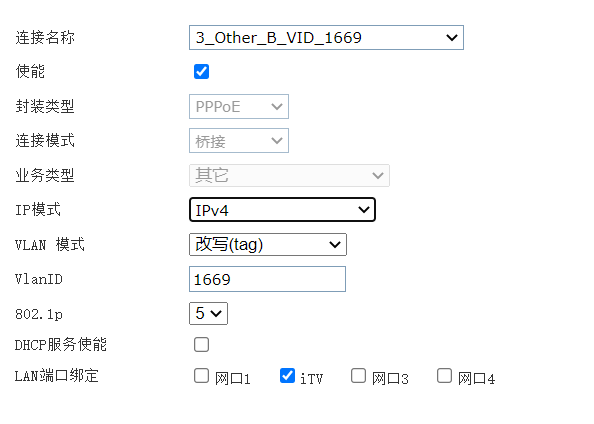 连接名称 3_Other_B_VID_1669
使能
封装类型 PPPoE
连接模式 桥接
业务类型 其它
IP模式 IPv4
VLAN 模式 改写(tag)
VlanID 1669
802.1p 5
DHCP服务使能
LAN端口绑定 网口1 iTV 网口3 网口4